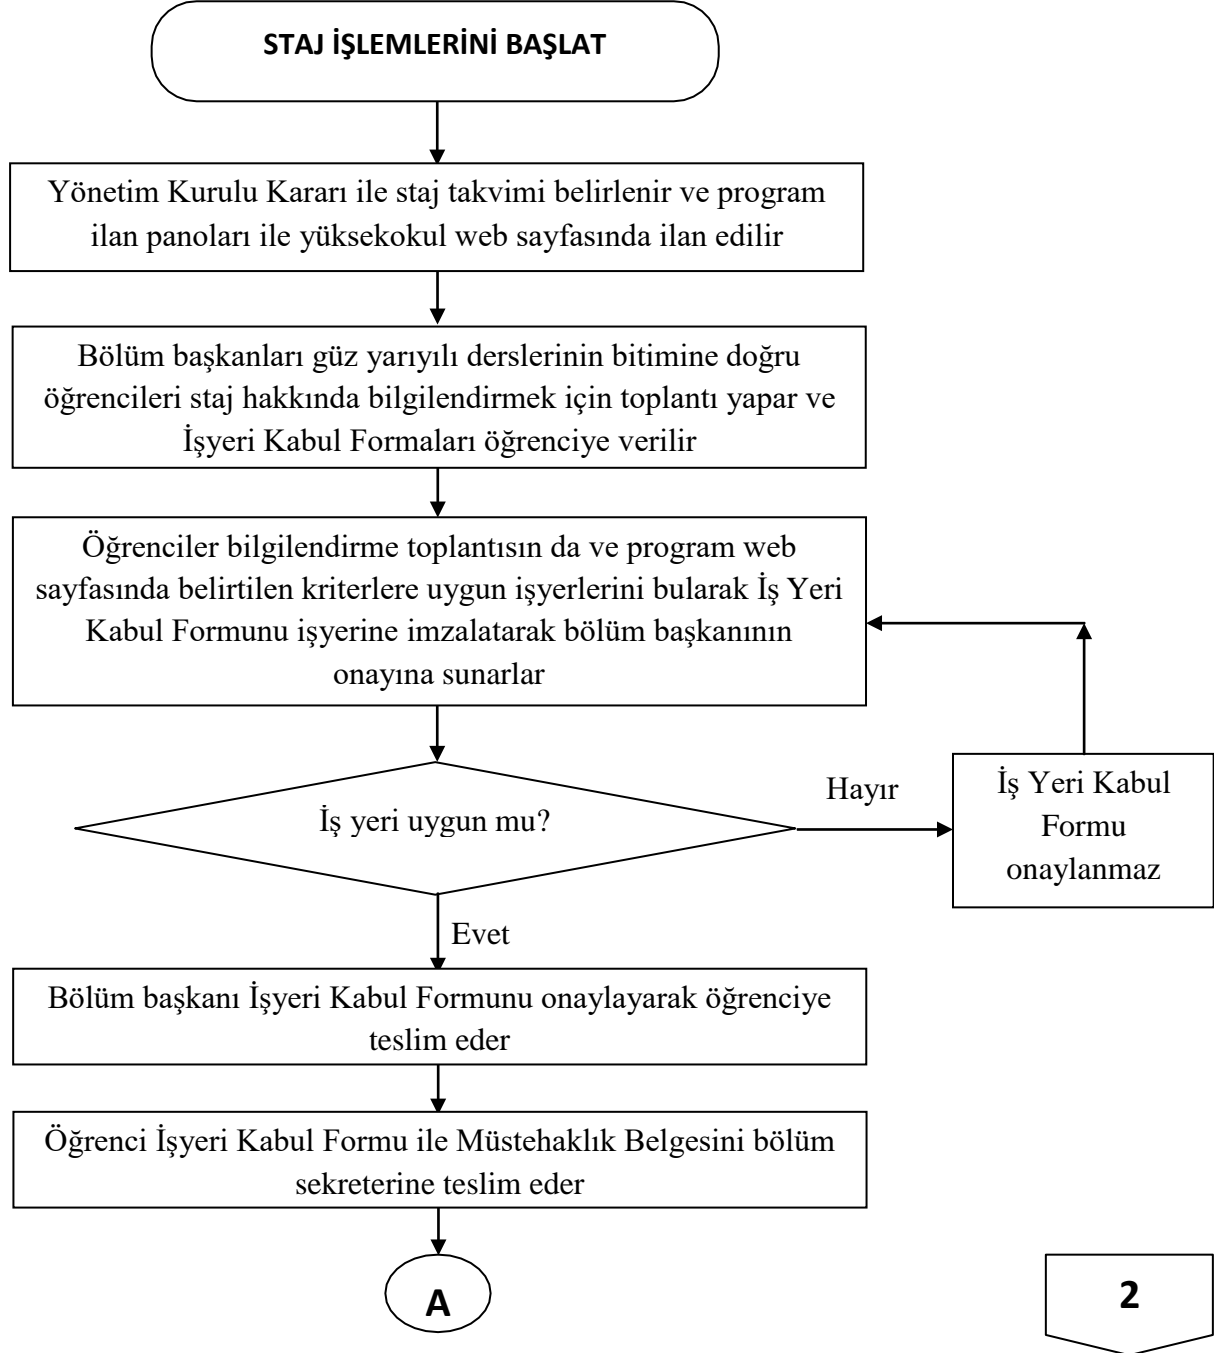 STAJ İŞLEMLERİNİ BAŞLAT
Yönetim Kurulu Kararı ile staj takvimi belirlenir ve program
ilan panoları ile yüksekokul web sayfasında ilan edilir
Bölüm başkanları güz yarıyılı derslerinin bitimine doğru
öğrencileri staj hakkında bilgilendirmek için toplantı yapar ve
İşyeri Kabul Formaları öğrenciye verilir
Öğrenciler bilgilendirme toplantısın da ve program web
sayfasında belirtilen kriterlere uygun işyerlerini bularak İş Yeri
Kabul Formunu işyerine imzalatarak bölüm başkanının
onayına sunarlar
İş yeri uygun mu?
Hayır
İş Yeri Kabul
Formu
onaylanmaz
Evet
Bölüm başkanı İşyeri Kabul Formunu onaylayarak öğrenciye
teslim eder
Öğrenci İşyeri Kabul Formu ile Müstehaklık Belgesini bölüm
sekreterine teslim eder
A
2